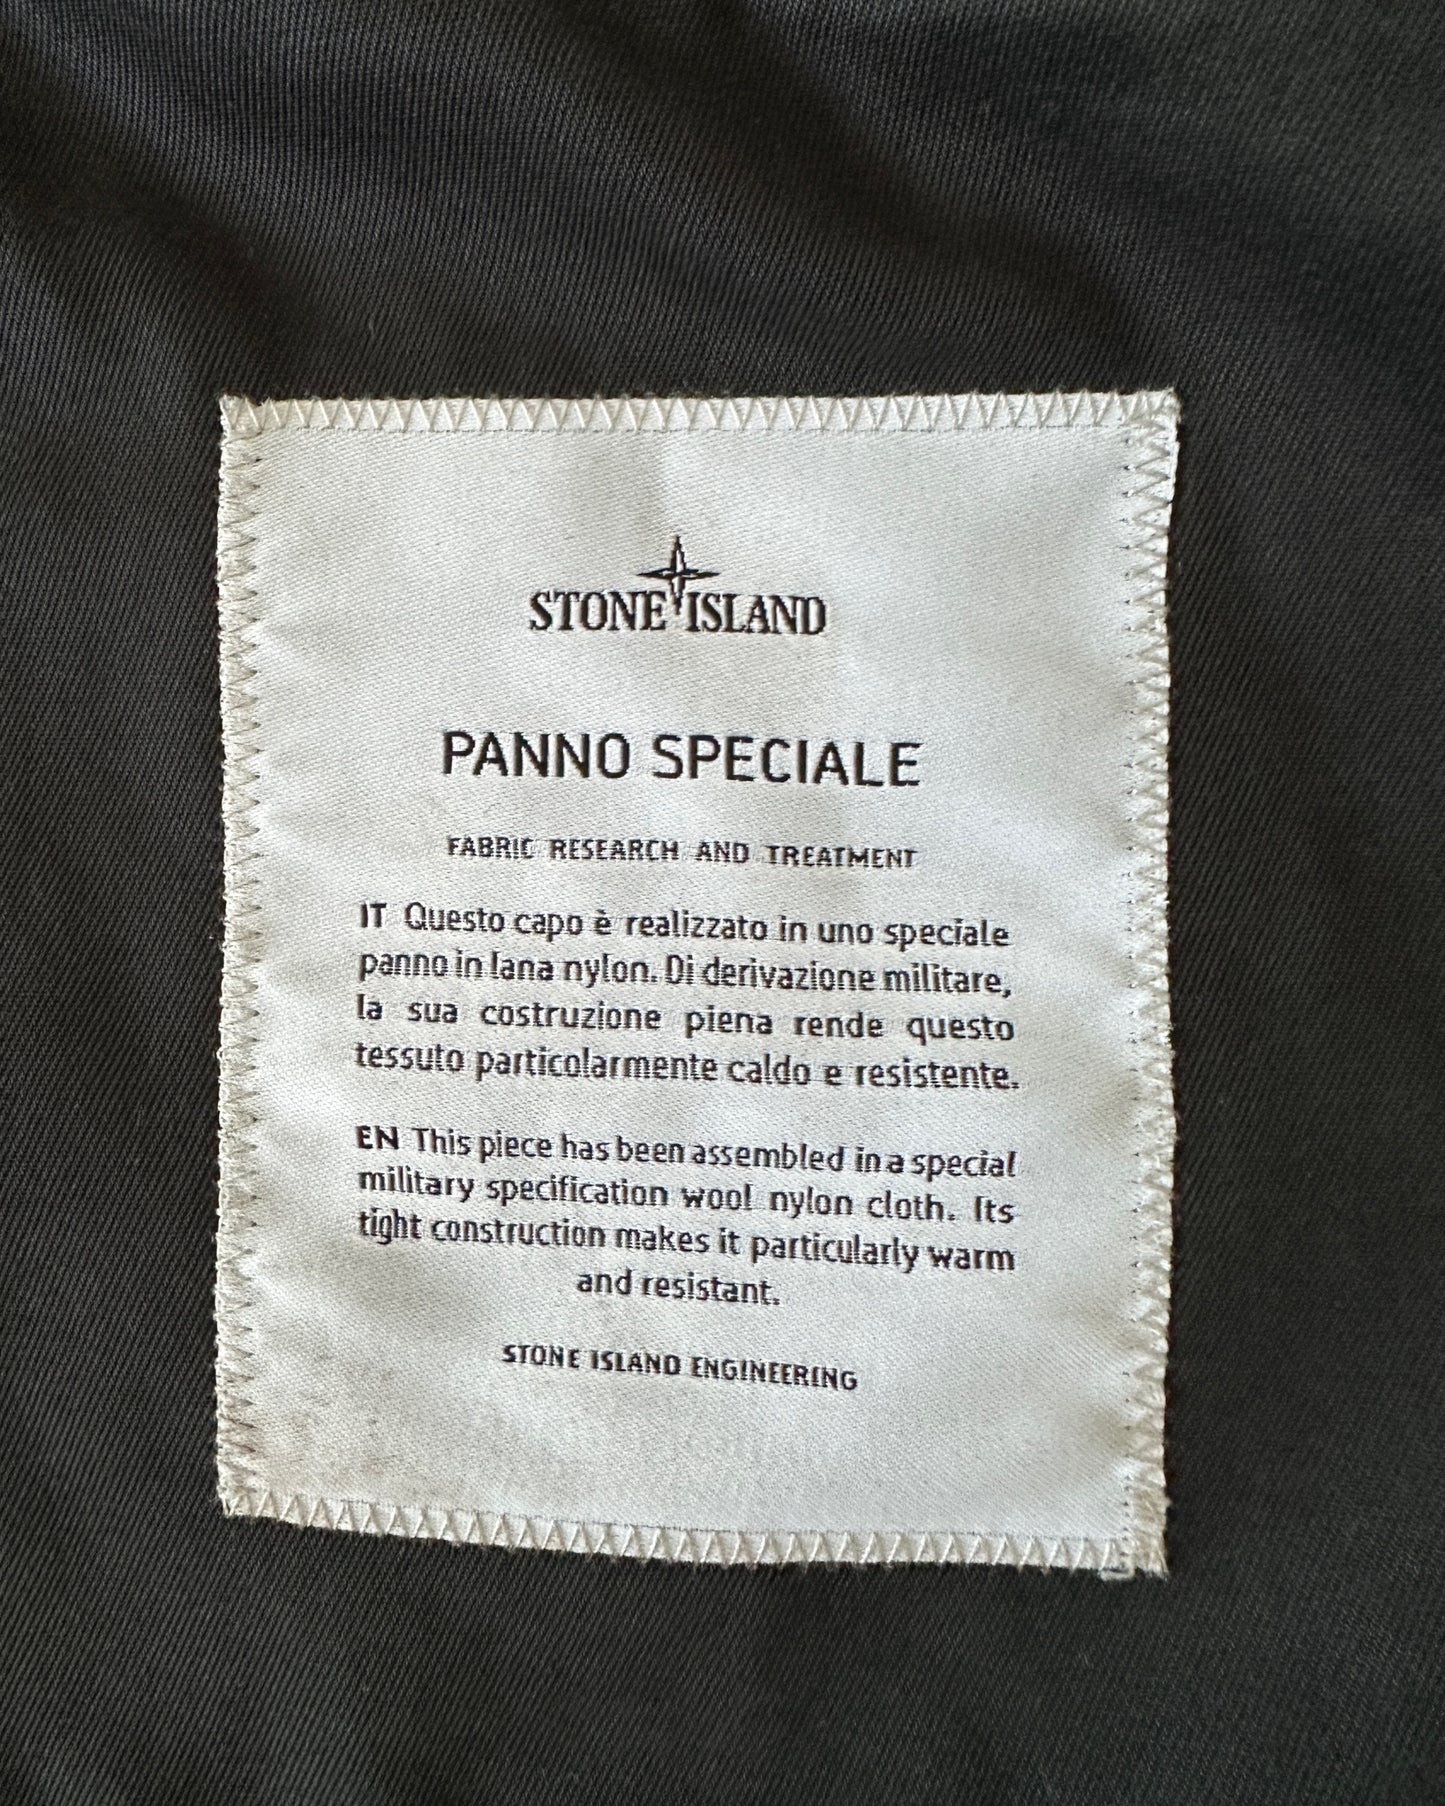 STONE ISLAND
PANNO SPECIALE
FABRIC RESEARCH AND TREATMENT
IT Questo capo è realizzato in uno speciale
panno in lana nylon. Di derivazione militare,
la sua costruzione piena rende questo
tessuto particolarmente caldo e resistente.
EN This piece has been assembled in a special
military specification wool nylon cloth. Its
tight construction makes it particularly warm
and resistant.
STONE ISLAND ENGINEERING